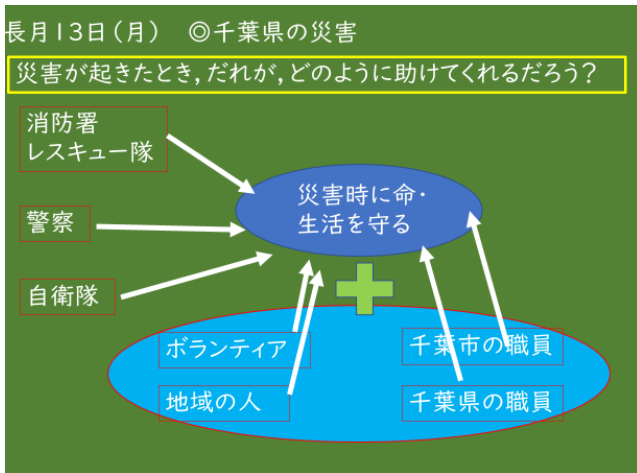 長月13日(月) ◎千葉県の災害
災害が起きたとき,だれが,どのように助けてくれるだろう?
消防署
レスキュー隊
災害時に命・
生活を守る
警察
自衛隊
ボランティア
千葉市の職員
地域の人
千葉県の職員